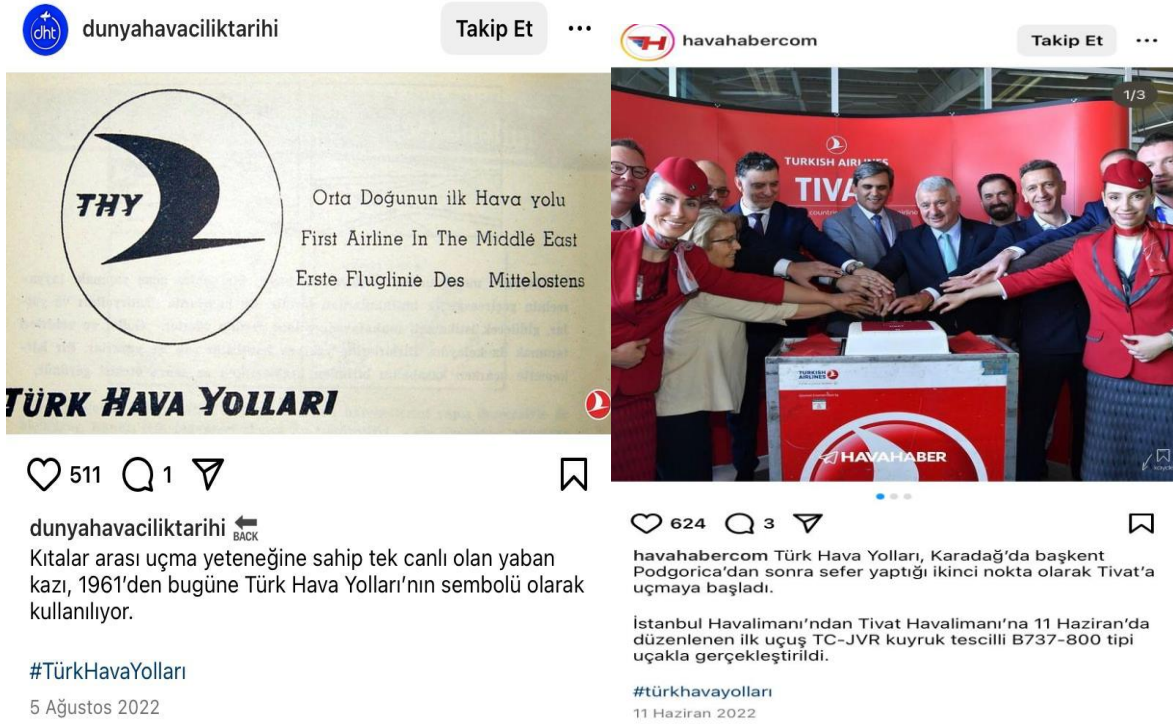 dht
dunyahavaciliktarihi
Takip Et
THY
Orta Doğunun ilk Hava yolu
First Airline In The Middle East
Erste Fluglinie Des Mittelostens
TÜRK HAVA YOLLARI
511
1
dunyahavaciliktarihi BACK
Kıtalar arası uçma yeteneğine sahip tek canlı olan yaban
kazı, 1961’den bugüne Türk Hava Yolları’nın sembolü olarak
kullanılıyor.
#TürkHavaYolları
5 Ağustos 2022
H
havahabercom
Takip Et
1/3
TURKISH AIRLINES
TIVA
TURKISH
AIRLINES
HAVAHABER
624
3
havahabercom Türk Hava Yolları, Karadağ’da başkent
Podgorica’dan sonra sefer yaptığı ikinci nokta olarak Tivat’a
uçmaya başladı.
İstanbul Havalimanı’ndan Tivat Havalimanı’na 11 Haziran’da
düzenlenen ilk uçuş TC-JVR kuyruk tescilli B737-800 tipi
uçakla gerçekleştirildi.
#türkhavayolları
11 Haziran 2022